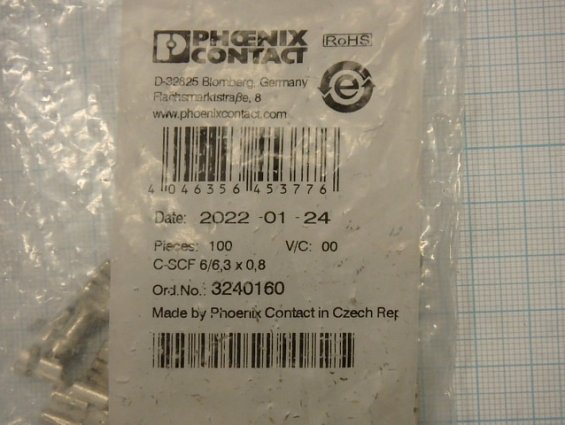 PHŒNIX
CONTACT
RoHS
D-32825 Blomberg, Germany
Flachsmarktstraße, 8
www.phoenixcontact.com
e
4 046356 453776
Date: 2022 -01 -24
Pieces: 100 V/C: 00
C-SCF 6/6,3 x 0,8
Ord.No.: 3240160
Made by Phoenix Contact in Czech Rep